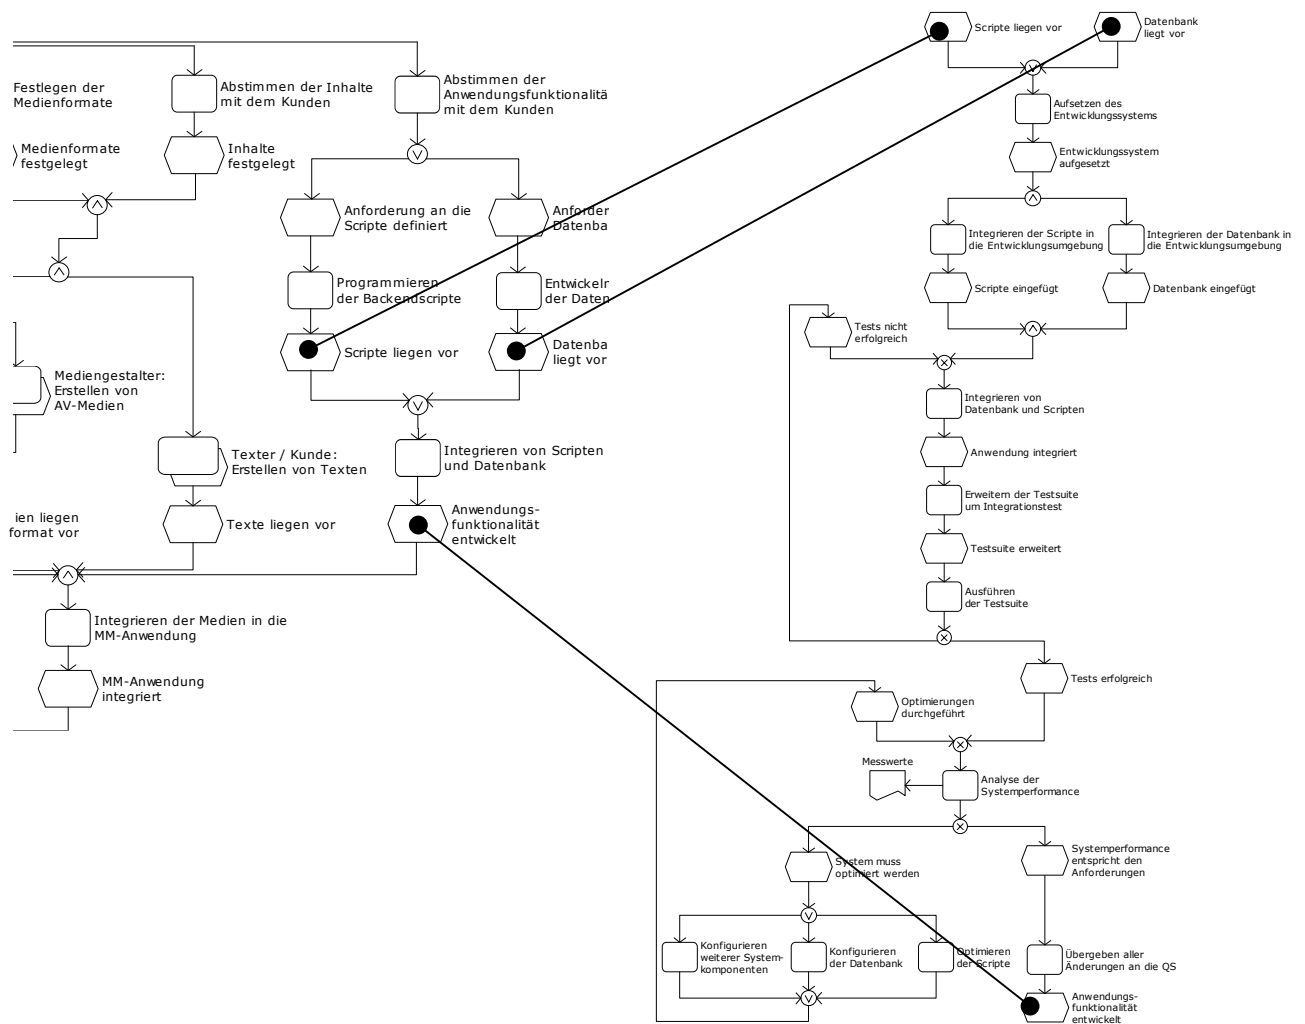 Scripte liegen vor
Datenbank
liegt vor
Festlegen der
Medienformate
Abstimmen der Inhalte
mit dem Kunden
Abstimmen der
Anwendungsfunktionalitä
mit dem Kunden
Aufsetzen des
Entwicklungssystems
Medienformate
festgelegt
Inhalte
festgelegt
Entwicklungssystem
aufgesetzt
Anforderung an die
Scripte definiert
Anforder
Datenba
Integrieren der Scripte in
die Entwicklungsumgebung
Integrieren der Datenbank in
die Entwicklungsumgebung
Programmieren
der Backendscripte
Entwickelr
der Daten
Scripte eingefügt
Datenbank eingefügt
Tests nicht
erfolgreich
Scripte liegen vor
Datenba
liegt vor
Mediengestalter:
Erstellen von
AV-Medien
Integrieren von
Datenbank und Scripten
Texter / Kunde:
Erstellen von Texten
Integrieren von Scripten
und Datenbank
Anwendung integriert
Erweitern der Testsuite
um Integrationstest
ien liegen
format vor
Texte liegen vor
Anwendungs-
funktionalität
entwickelt
Testsuite erweitert
Ausführen
der Testsuite
Integrieren der Medien in die
MM-Anwendung
MM-Anwendung
integriert
Tests erfolgreich
Optimierungen
durchgeführt
Messwerte
Analyse der
Systemperformance
System muss
optimiert werden
Systemperformance
entspricht den
Anforderungen
Konfigurieren
weiterer System-
komponenten
Konfigurieren
der Datenbank
Optimieren
der Scripte
Übergeben aller
Änderungen an die QS
Anwendungs-
funktionalität
entwickelt